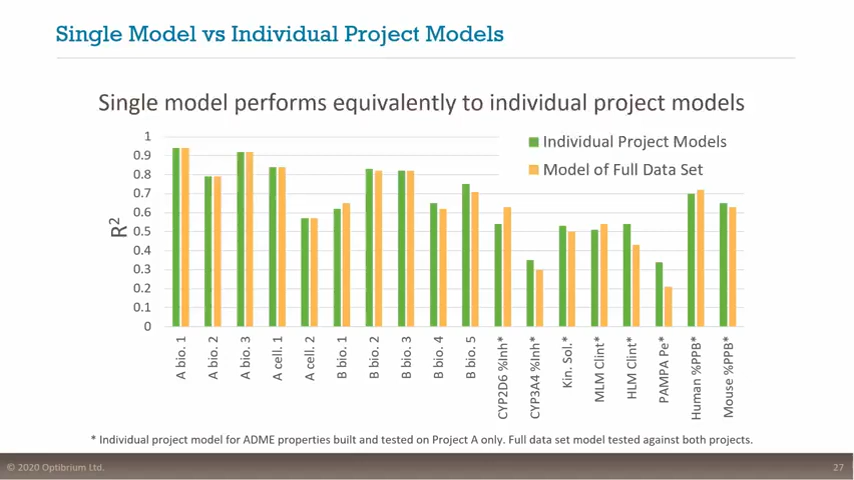 Single Model vs Individual Project Models
Single model performs equivalently to individual project models
Individual Project Models
Model of Full Data Set
R²
1
0.9
0.8
0.7
0.6
0.5
0.4
0.3
0.2
0.1
0
A bio. 1
A bio. 2
A bio. 3
A cell. 1
A cell. 2
B bio. 1
B bio. 2
B bio. 3
B bio. 4
B bio. 5
CYP2D6 %Inh*
CYP3A4 %Inh*
Kin. Sol.*
MLM Clint*
HLM Clint*
PAMPA Pe*
Human %PPB*
Mouse %PPB*
* Individual project model for ADME properties built and tested on Project A only. Full data set model tested against both projects.
© 2020 Optibrium Ltd.
27